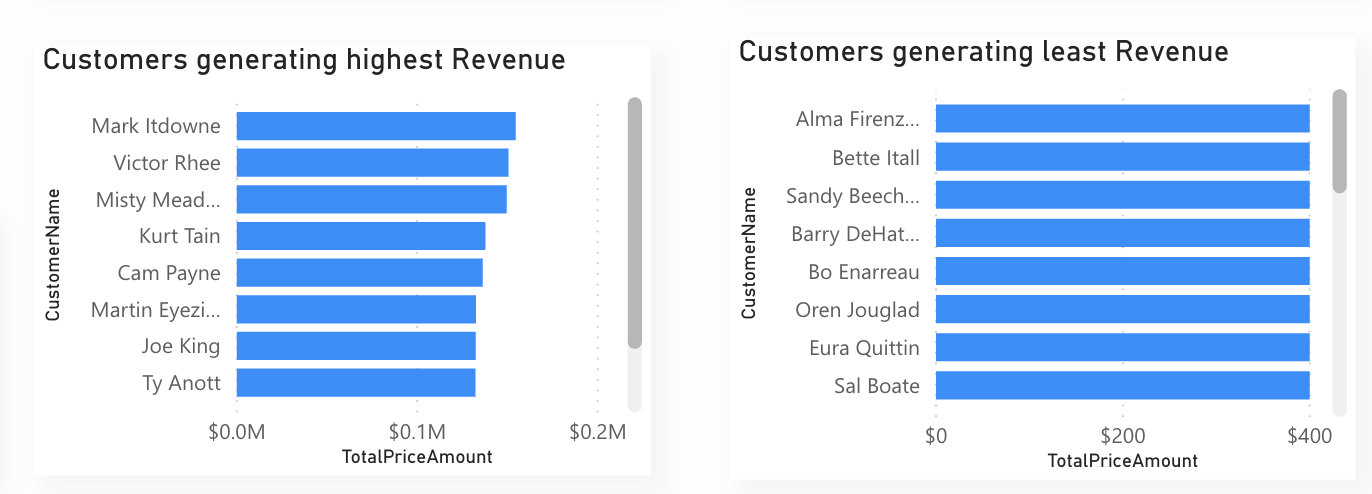 Customers generating highest Revenue
CustomerName
Mark Itdowne
Victor Rhee
Misty Mead...
Kurt Tain
Cam Payne
Martin Eyezi...
Joe King
Ty Anott
$0.0M $0.1M $0.2M
TotalPriceAmount
Customers generating least Revenue
CustomerName
Alma Firenz...
Bette Itall
Sandy Beech...
Barry DeHat...
Bo Enarreau
Oren Jouglad
Eura Quittin
Sal Boate
$0 $200 $400
TotalPriceAmount